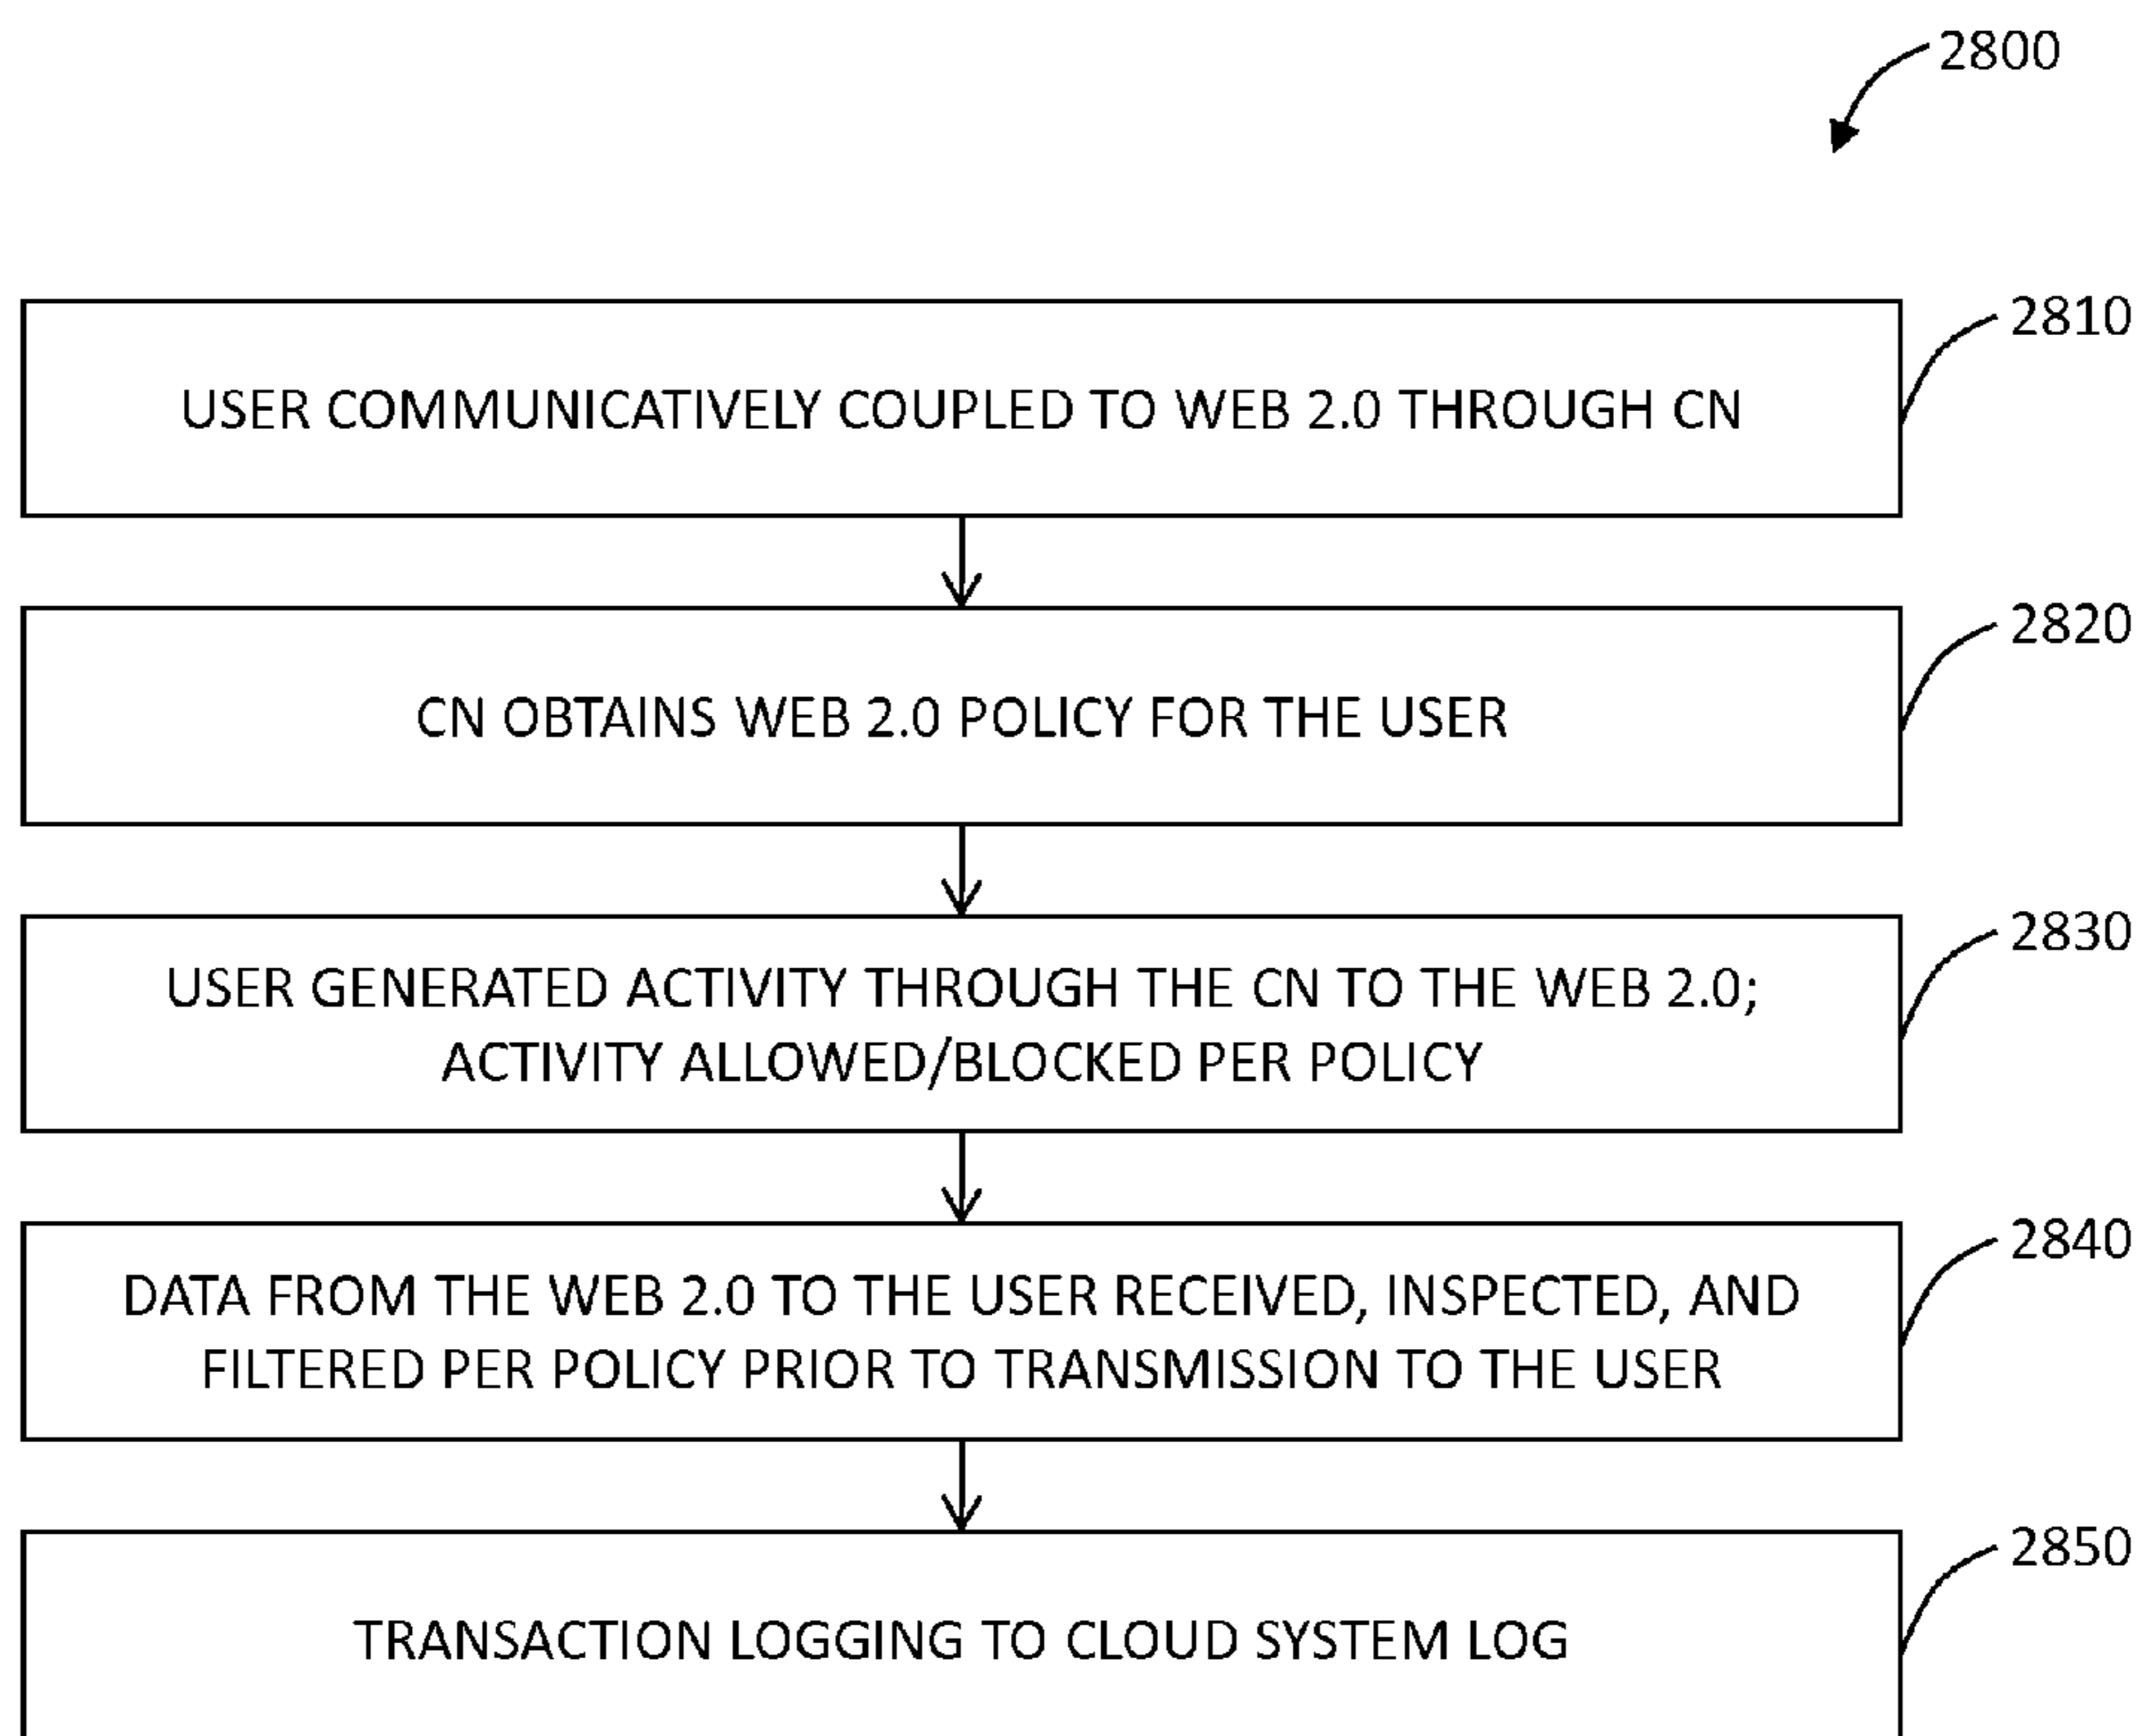 2800
2810
USER COMMUNICATIVELY COUPLED TO WEB 2.0 THROUGH CN
2820
CN OBTAINS WEB 2.0 POLICY FOR THE USER
2830
USER GENERATED ACTIVITY THROUGH THE CN TO THE WEB 2.0;
ACTIVITY ALLOWED/BLOCKED PER POLICY
2840
DATA FROM THE WEB 2.0 TO THE USER RECEIVED, INSPECTED, AND
FILTERED PER POLICY PRIOR TO TRANSMISSION TO THE USER
2850
TRANSACTION LOGGING TO CLOUD SYSTEM LOG